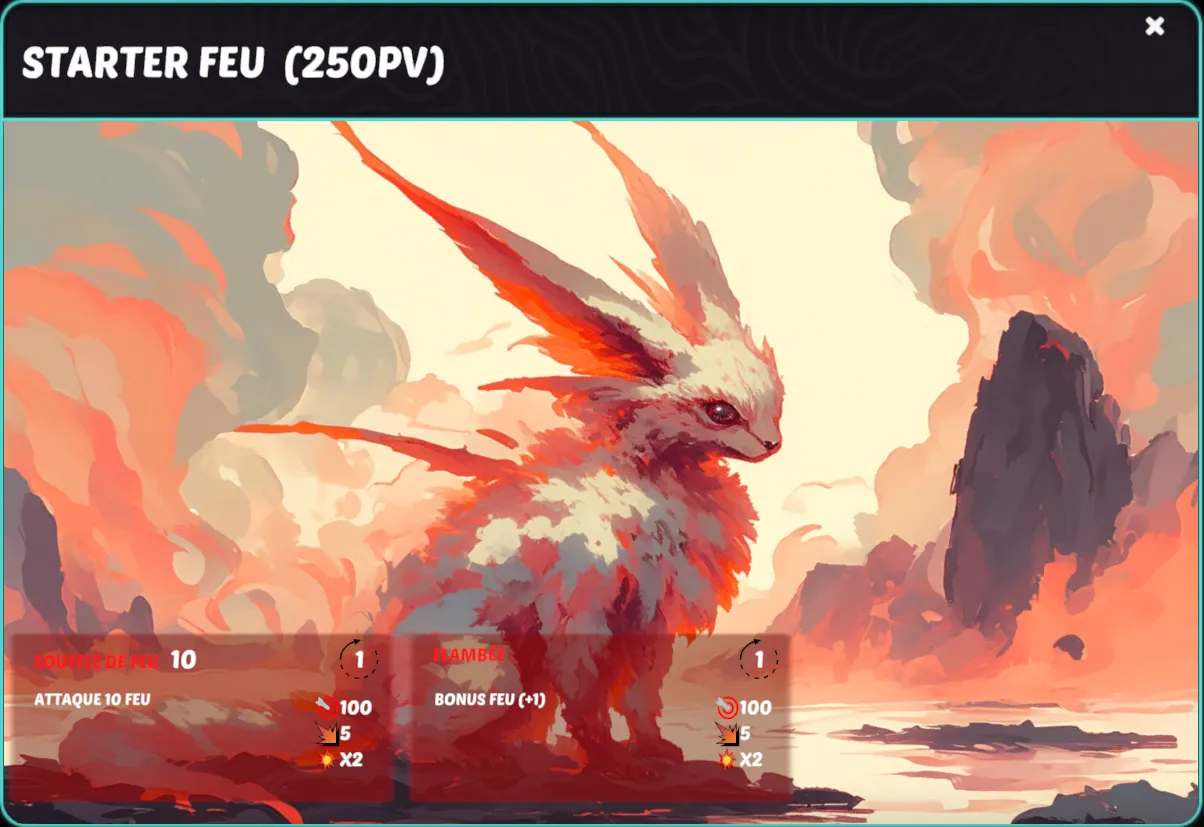 STARTER FEU (250PV)
SOUFFLE DE FEU 10
1
ATTAQUE 10 FEU
100
5
X2
FLAMBÉE
1
BONUS FEU (+1)
100
5
X2